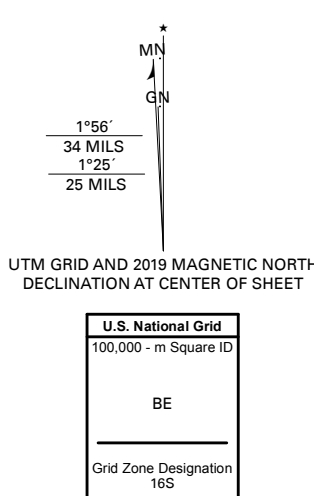 ★
MN
GN
1°56´
34 MILS
1°25´
25 MILS
UTM GRID AND 2019 MAGNETIC NORTH
DECLINATION AT CENTER OF SHEET
U.S. National Grid
100,000 - m Square ID
BE
Grid Zone Designation
16S